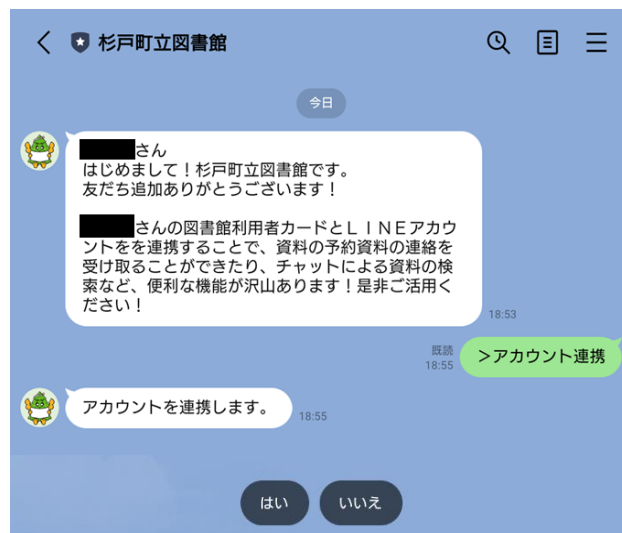 杉戸町立図書館
今日
さん
はじめまして！杉戸町立図書館です。
友だち追加ありがとうございます！
さんの図書館利用者カードとＬＩＮＥアカウ
ントをを連携することで、資料の予約資料の連絡を
受け取ることができたり、チャットによる資料の検
索など、便利な機能が沢山あります！是非ご活用く
ださい！
18:53
既読
18:55
＞アカウント連携
アカウントを連携します。
18:55
はい
いいえ